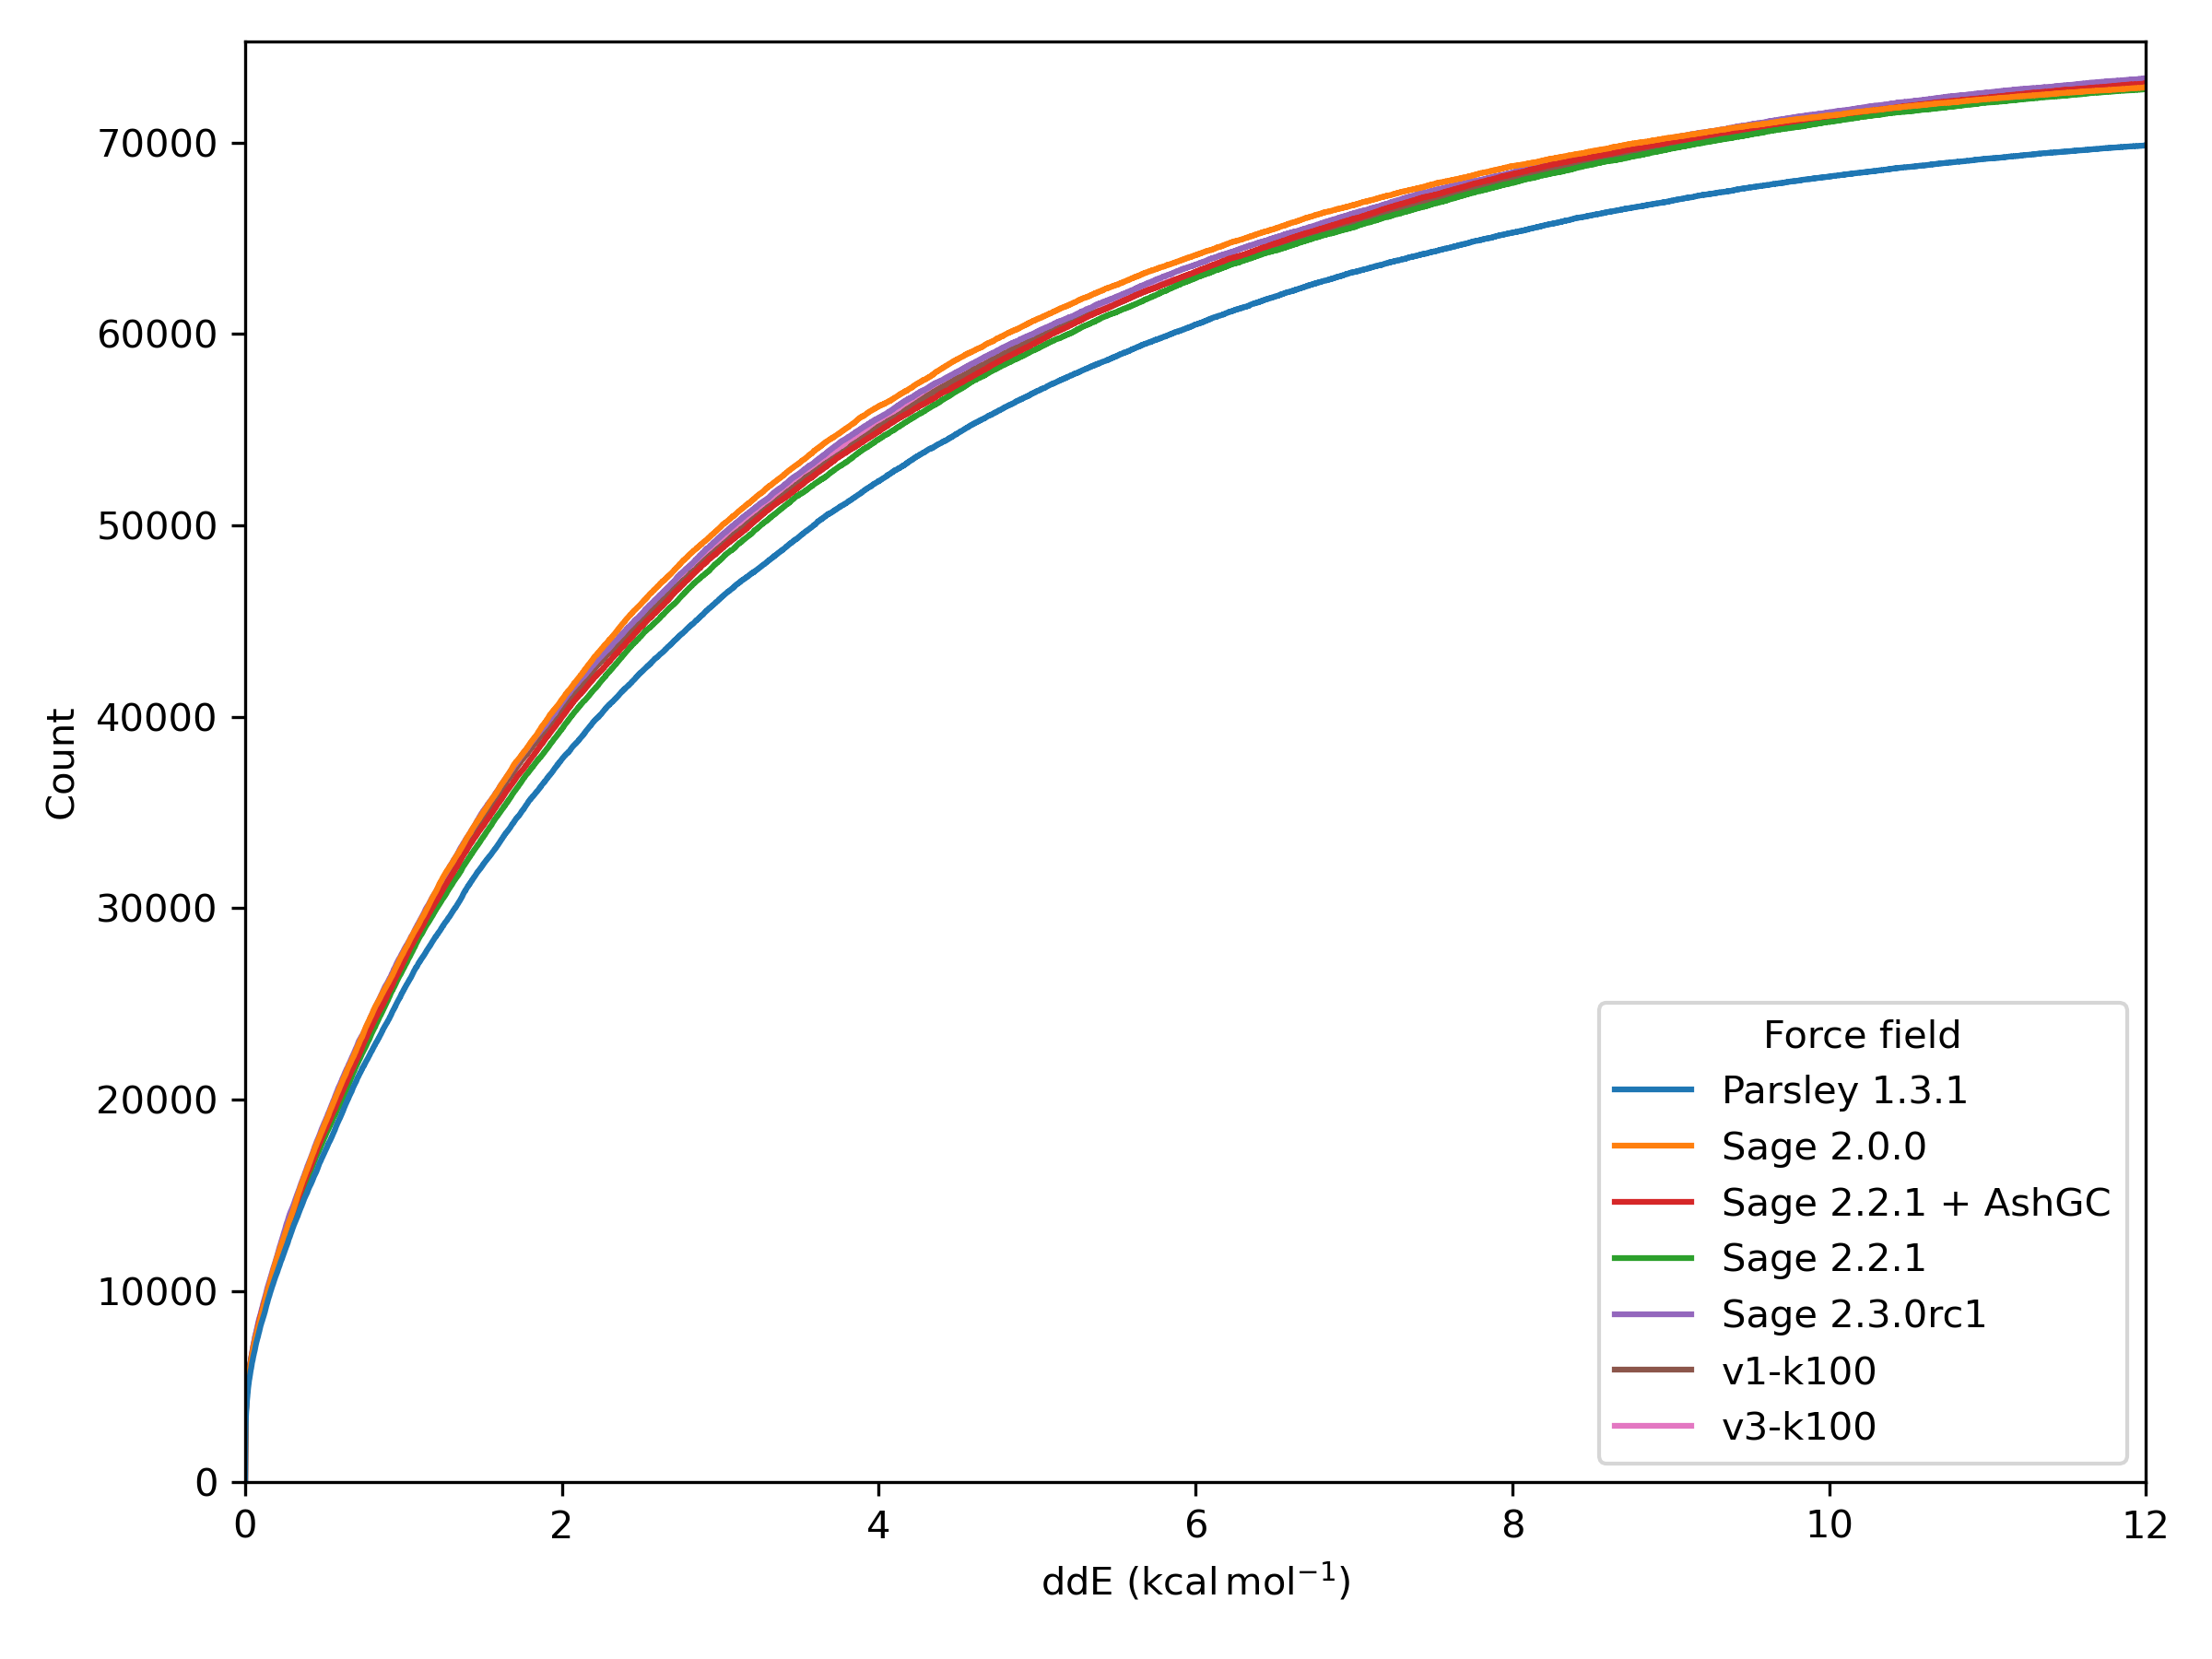 70000
60000
50000
40000
30000
20000
10000
0
Count
0 2 4 6 8 10 12
ddE (kcal mol⁻¹)
Force field
Parsley 1.3.1
Sage 2.0.0
Sage 2.2.1 + AshGC
Sage 2.2.1
Sage 2.3.0rc1
v1-k100
v3-k100